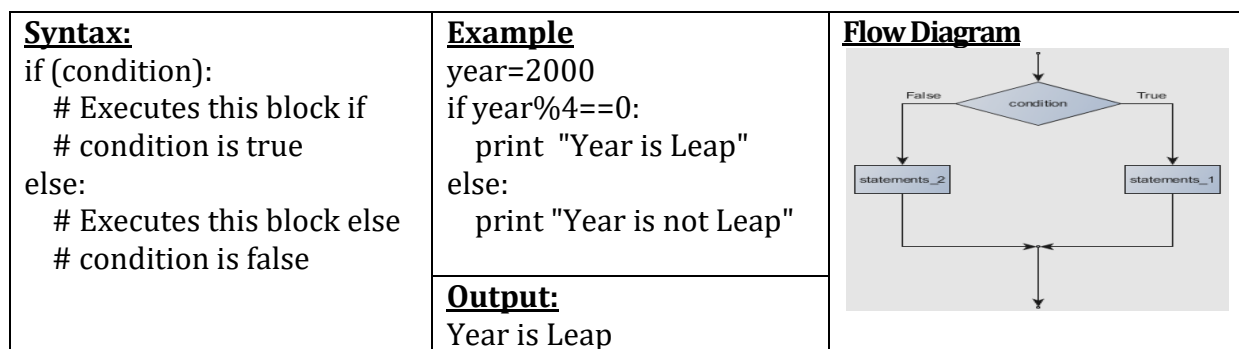 Syntax:
if (condition):
# Executes this block if
# condition is true
else:
# Executes this block else
# condition is false
Example
year=2000
if year%4==0:
print "Year is Leap"
else:
print "Year is not Leap"
Output:
Year is Leap
Flow Diagram
condition
False
True
statements_2
statements_1